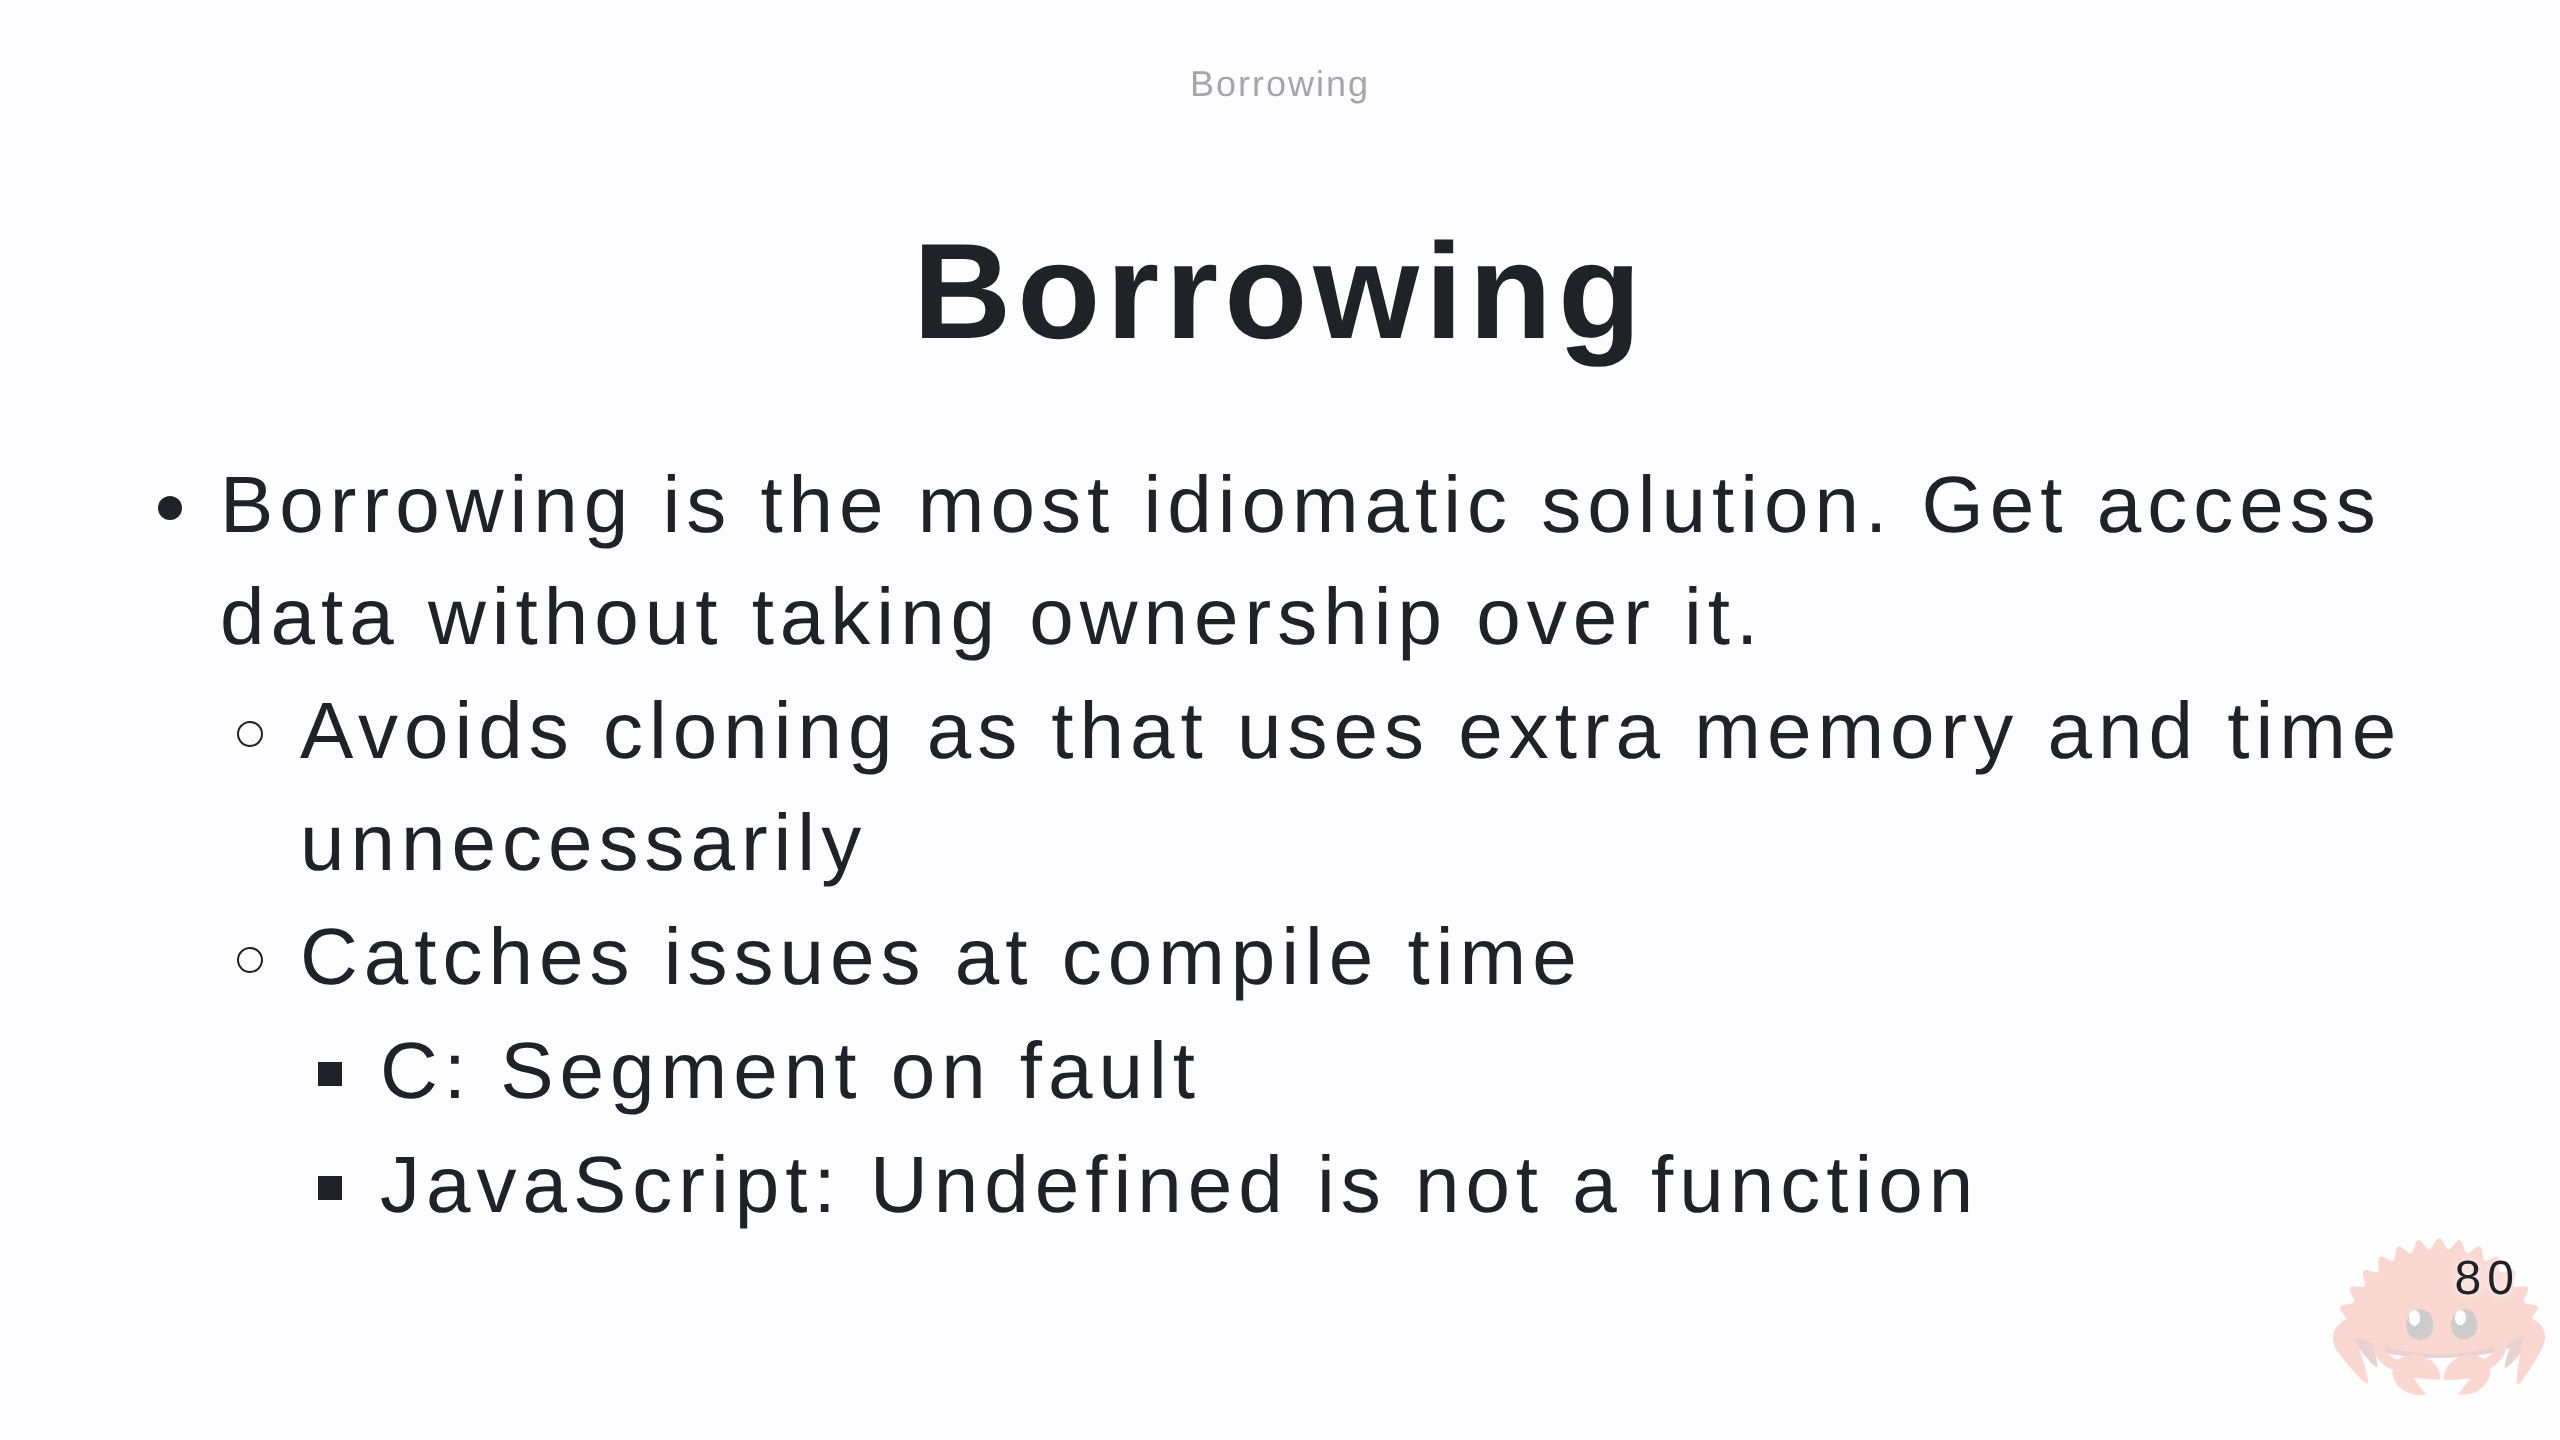 Borrowing
Borrowing
Borrowing is the most idiomatic solution. Get access
data without taking ownership over it.
Avoids cloning as that uses extra memory and time
unnecessarily
Catches issues at compile time
C: Segment on fault
JavaScript: Undefined is not a function
80